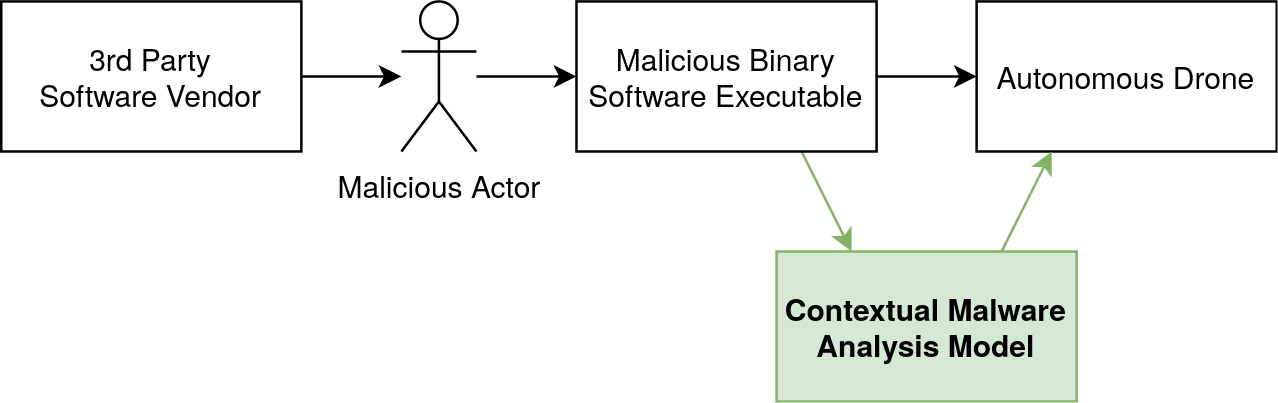 3rd Party
Software Vendor
Malicious Actor
Malicious Binary
Software Executable
Autonomous Drone
Contextual Malware
Analysis Model